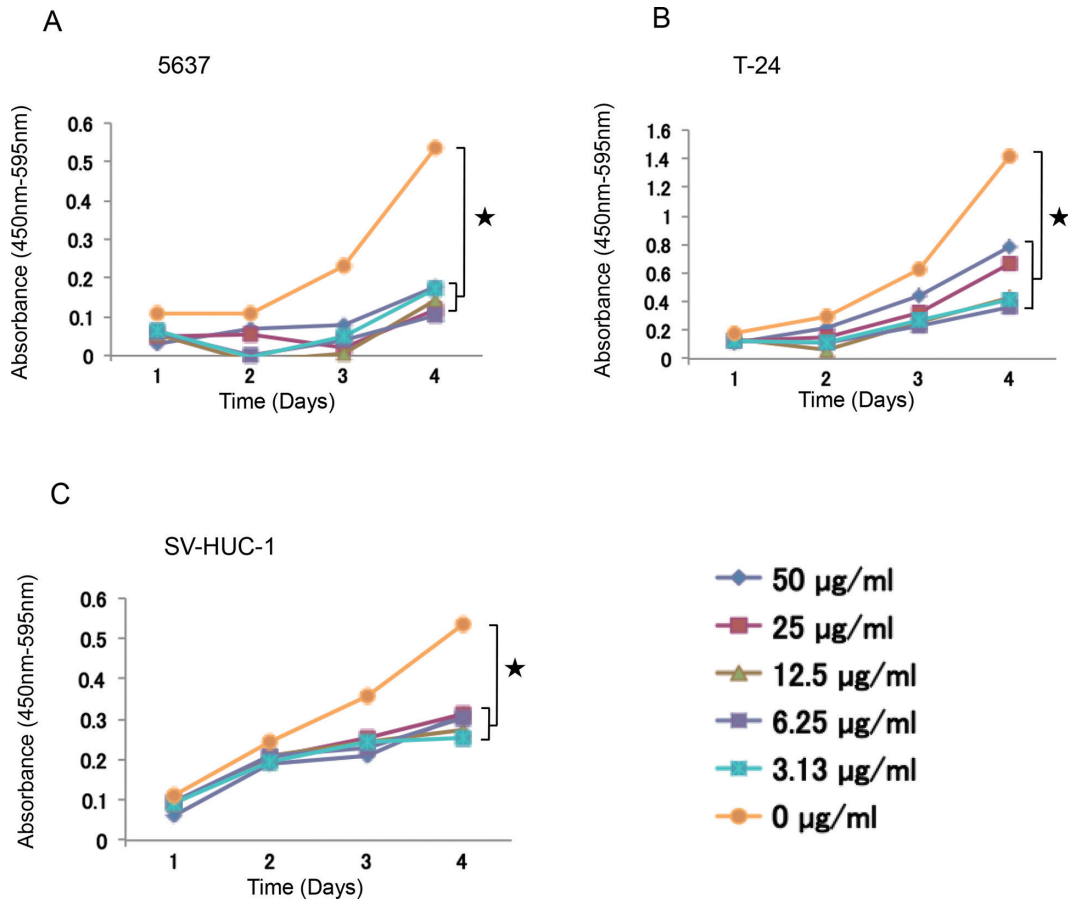 A
5637
Absorbance (450nm-595nm)
0.6
0.5
0.4
0.3
0.2
0.1
0
1 2 3 4
Time (Days)
B
T-24
Absorbance (450nm-595nm)
1.6
1.4
1.2
1
0.8
0.6
0.4
0.2
0
1 2 3 4
Time (Days)
C
SV-HUC-1
Absorbance (450nm-595nm)
0.6
0.5
0.4
0.3
0.2
0.1
0
1 2 3 4
Time (Days)
50 µg/ml
25 µg/ml
12.5 µg/ml
6.25 µg/ml
3.13 µg/ml
0 µg/ml